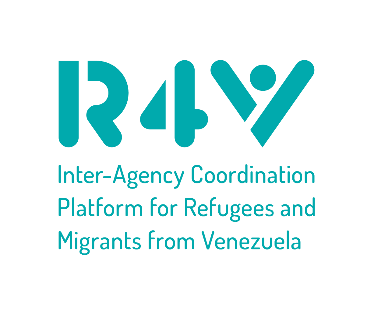 R4V
Inter-Agency Coordination
Platform for Refugees and
Migrants from Venezuela